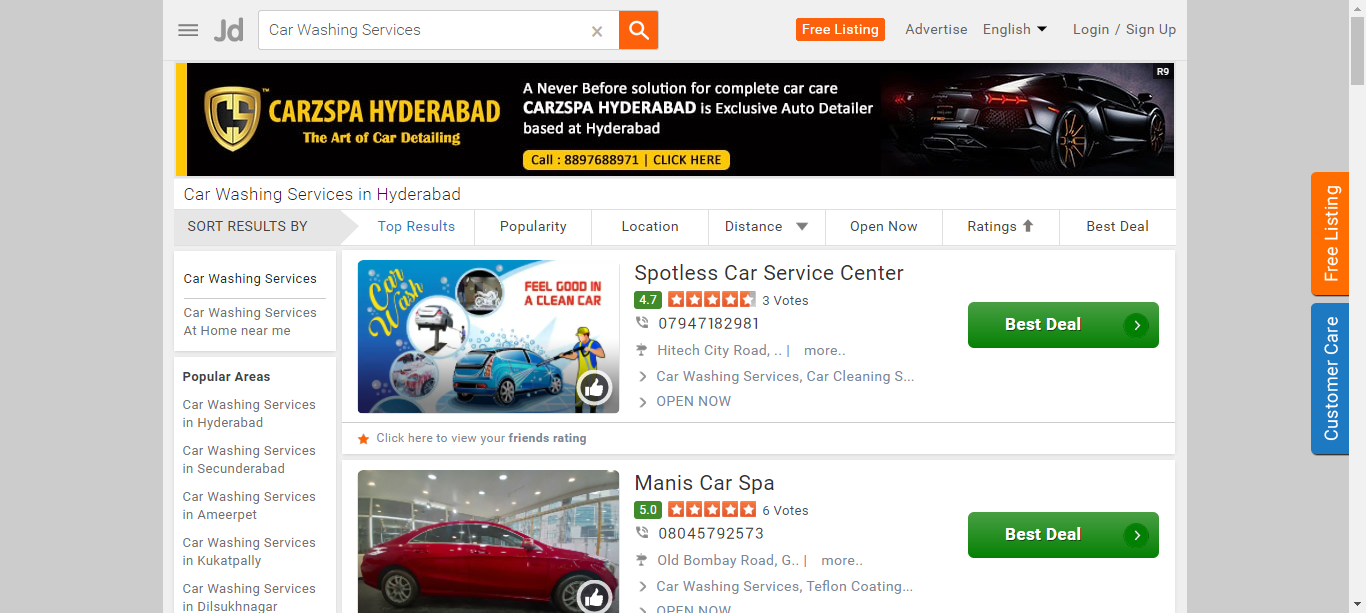 Jd
Car Washing Services
×
Free Listing
Advertise
English
Login / Sign Up
CS
™
CARZSPA HYDERABAD
The Art of Car Detailing
A Never Before solution for complete car care
CARZSPA HYDERABAD is Exclusive Auto Detailer
based at Hyderabad
Call : 8897688971 | CLICK HERE
R9
Car Washing Services in Hyderabad
SORT RESULTS BY
Top Results
Popularity
Location
Distance
Open Now
Ratings
Best Deal
Car Washing Services
Car Washing Services
At Home near me
Popular Areas
Car Washing Services
in Hyderabad
Car Washing Services
in Secunderabad
Car Washing Services
in Ameerpet
Car Washing Services
in Kukatpally
Car Washing Services
in Dilsukhnagar
Car
Wash
FEEL GOOD IN
A CLEAN CAR
Spotless Car Service Center
4.7
3 Votes
07947182981
Hitech City Road, .. |
more..
Car Washing Services, Car Cleaning S...
OPEN NOW
Best Deal
Click here to view your friends rating
Manis Car Spa
5.0
6 Votes
08045792573
Old Bombay Road, G.. |
more..
Car Washing Services, Teflon Coating...
OPEN NOW
Best Deal
Free Listing
Customer Care